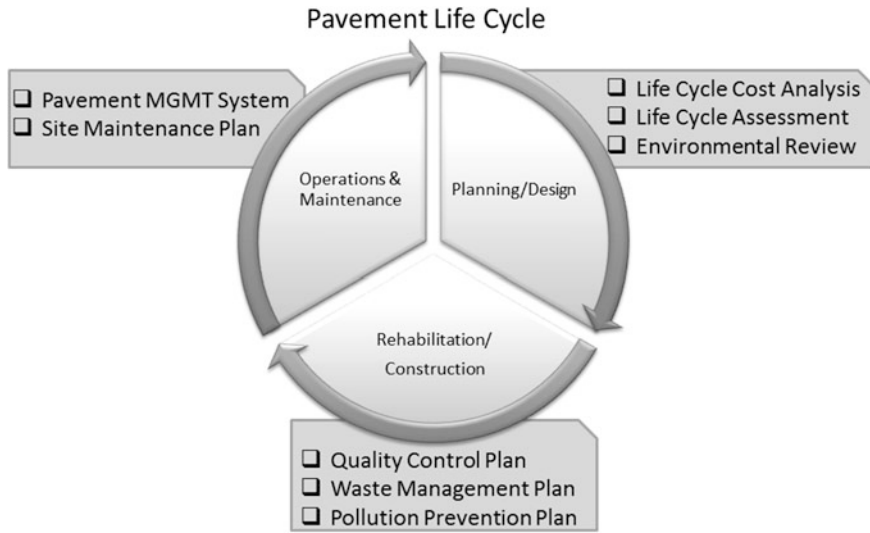 Pavement Life Cycle
❑ Pavement MGMT System
❑ Site Maintenance Plan
❑ Life Cycle Cost Analysis
❑ Life Cycle Assessment
❑ Environmental Review
Operations &
Maintenance
Planning/Design
Rehabilitation/
Construction
❑ Quality Control Plan
❑ Waste Management Plan
❑ Pollution Prevention Plan